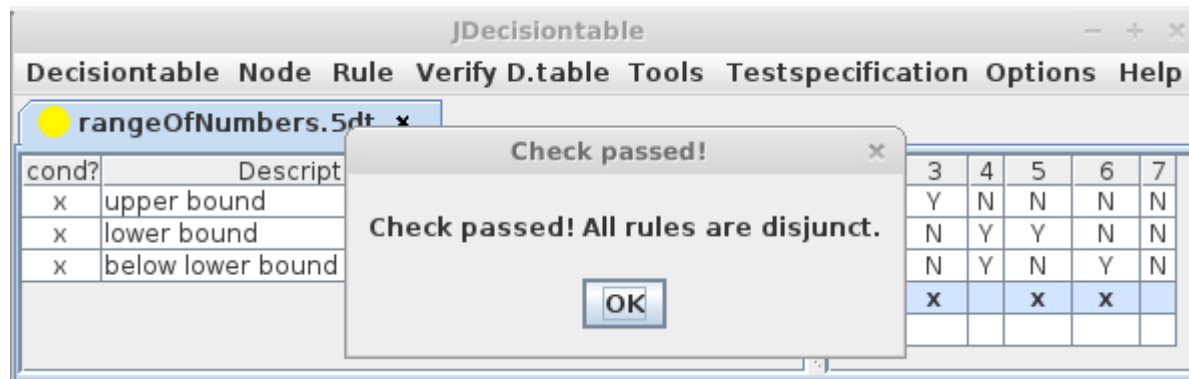 JDecisiontable
Decisiontable Node Rule Verify D.table Tools Testspecification Options Help
rangeOfNumbers.5dt x
Check passed! x
cond? Descript 3 4 5 6 7
x upper bound Y N N N N
Check passed! All rules are disjunct.
x lower bound N Y Y N N
x below lower bound N Y N Y N
OK
x x x